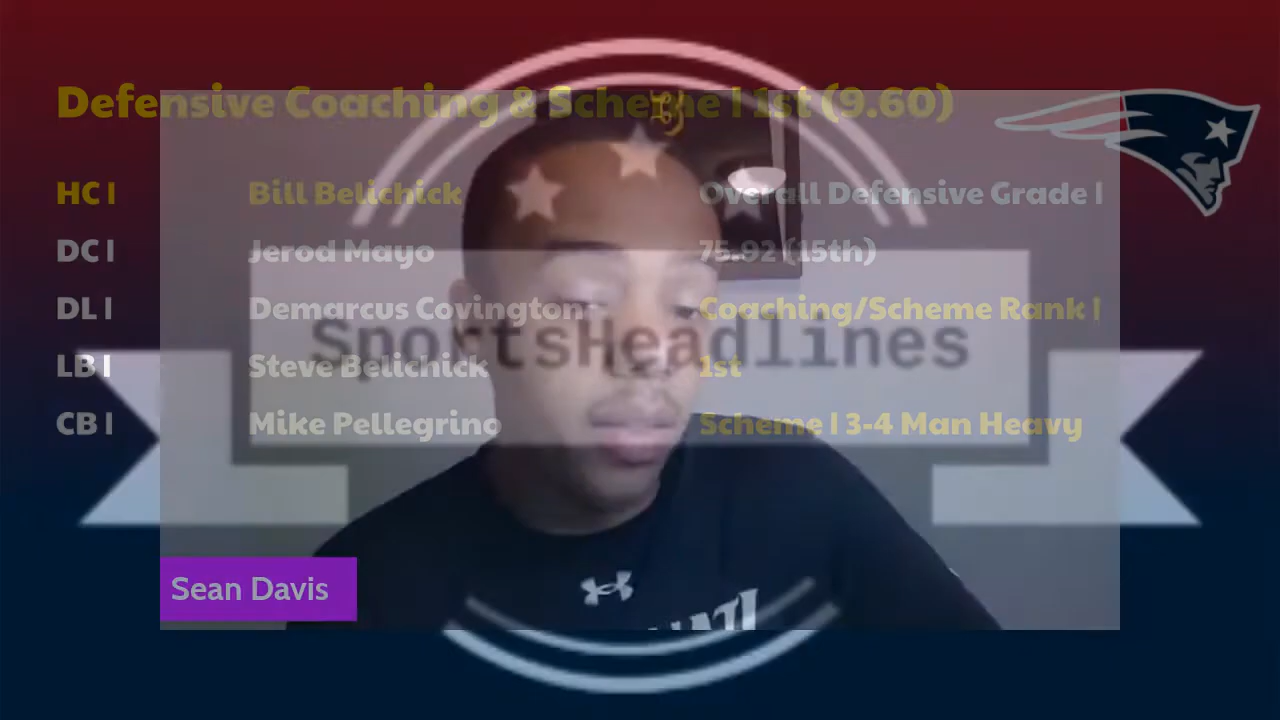 Defensive Coaching & Scheme | 1st (9.60)
HC | Bill Belichick
DC | Jerod Mayo
DL | Demarcus Covington
LB | Steve Belichick
CB | Mike Pellegrino
Overall Defensive Grade |
75.92 (15th)
Coaching/Scheme Rank |
1st
Scheme | 3-4 Man Heavy
SportsHeadlines
Sean Davis